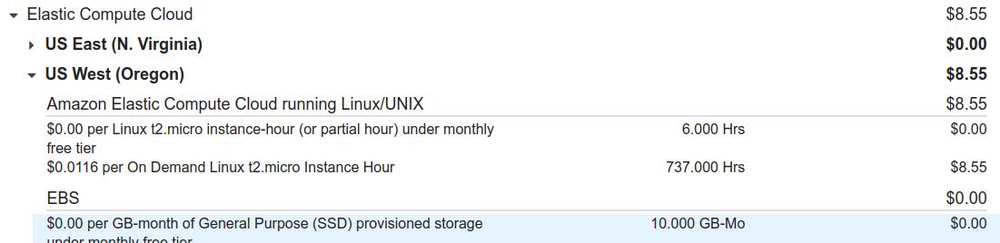 Elastic Compute Cloud $8.55
US East (N. Virginia) $0.00
US West (Oregon) $8.55
Amazon Elastic Compute Cloud running Linux/UNIX $8.55
$0.00 per Linux t2.micro instance-hour (or partial hour) under monthly 6.000 Hrs $0.00
free tier
$0.0116 per On Demand Linux t2.micro Instance Hour 737.000 Hrs $8.55
EBS $0.00
$0.00 per GB-month of General Purpose (SSD) provisioned storage 10.000 GB-Mo $0.00
under monthly free tier